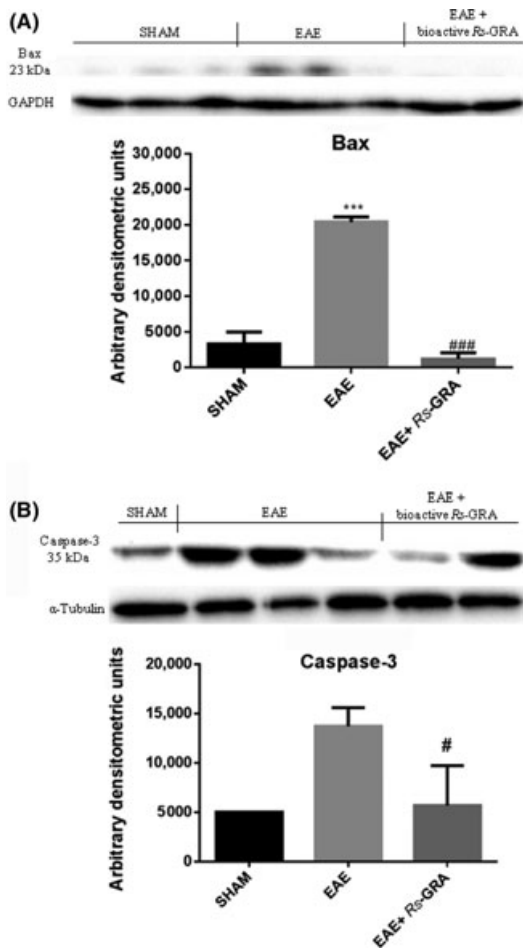 (A)
SHAM
EAE
EAE +
bioactive Rs-GRA
Bax
23 kDa
GAPDH
Bax
Arbitrary densitometric units
30,000
25,000
20,000
15,000
10,000
5000
0
***
###
SHAM
EAE
EAE+ Rs-GRA
(B)
SHAM
EAE
EAE +
bioactive Rs-GRA
Caspase-3
35 kDa
α-Tubulin
Caspase-3
Arbitrary densitometric units
20,000
15,000
10,000
5000
0
#
SHAM
EAE
EAE+ Rs-GRA